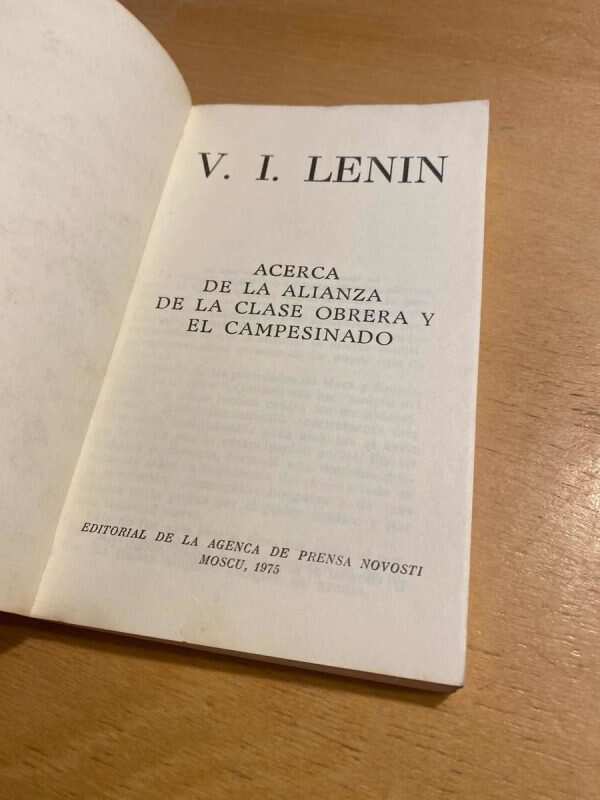 V. I. LENIN
ACERCA
DE LA ALIANZA
DE LA CLASE OBRERA Y
EL CAMPESINADO
EDITORIAL DE LA AGENCA DE PRENSA NOVOSTI
MOSCU, 1975